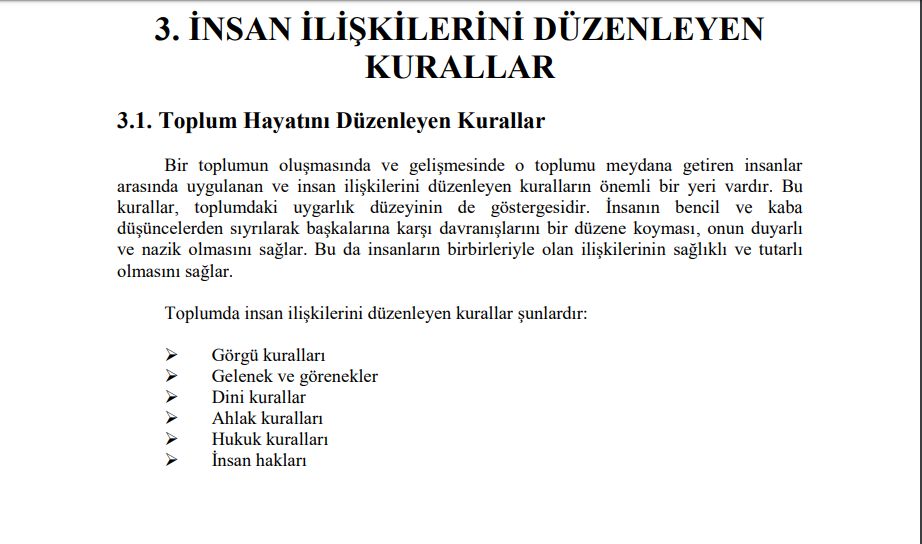 3. İNSAN İLİŞKİLERİNİ DÜZENLEYEN
KURALLAR
3.1. Toplum Hayatını Düzenleyen Kurallar
Bir toplumun oluşmasında ve gelişmesinde o toplumu meydana getiren insanlar
arasında uygulanan ve insan ilişkilerini düzenleyen kuralların önemli bir yeri vardır. Bu
kurallar, toplumdaki uygarlık düzeyinin de göstergesidir. İnsanın bencil ve kaba
düşüncelerden sıyrılarak başkalarına karşı davranışlarını bir düzene koyması, onun duyarlı
ve nazik olmasını sağlar. Bu da insanların birbirleriyle olan ilişkilerinin sağlıklı ve tutarlı
olmasını sağlar.
Toplumda insan ilişkilerini düzenleyen kurallar şunlardır:
➢ Görgü kuralları
➢ Gelenek ve görenekler
➢ Dini kurallar
➢ Ahlak kuralları
➢ Hukuk kuralları
➢ İnsan hakları